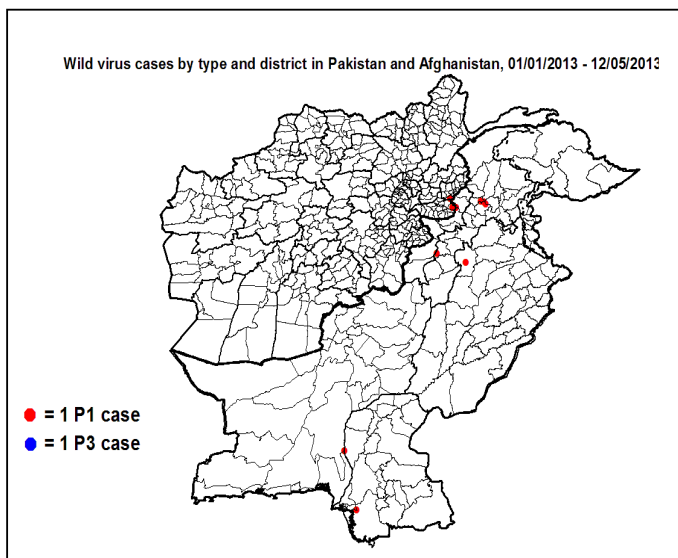 Wild virus cases by type and district in Pakistan and Afghanistan, 01/01/2013 - 12/05/2013
= 1 P1 case
= 1 P3 case